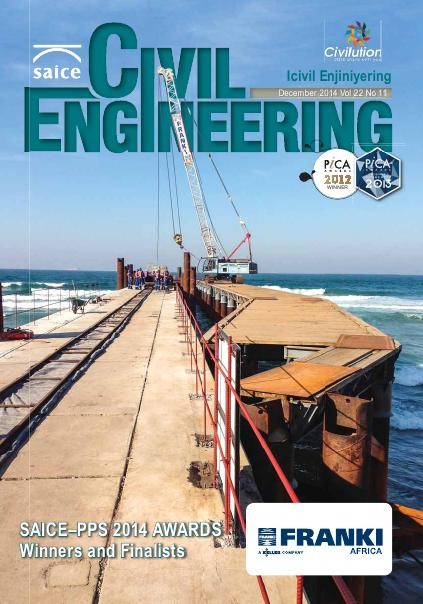 saice
CIVIL
ENGINEERING
Civilution
Icivil Enjiniyering
December 2014 Vol 22 No 11
PICA
AWARDS
2012
WINNER
PICA
2013
FRANKI
SAICE–PPS 2014 AWARDS
Winners and Finalists
FRANKI
AFRICA
A KELLER COMPANY